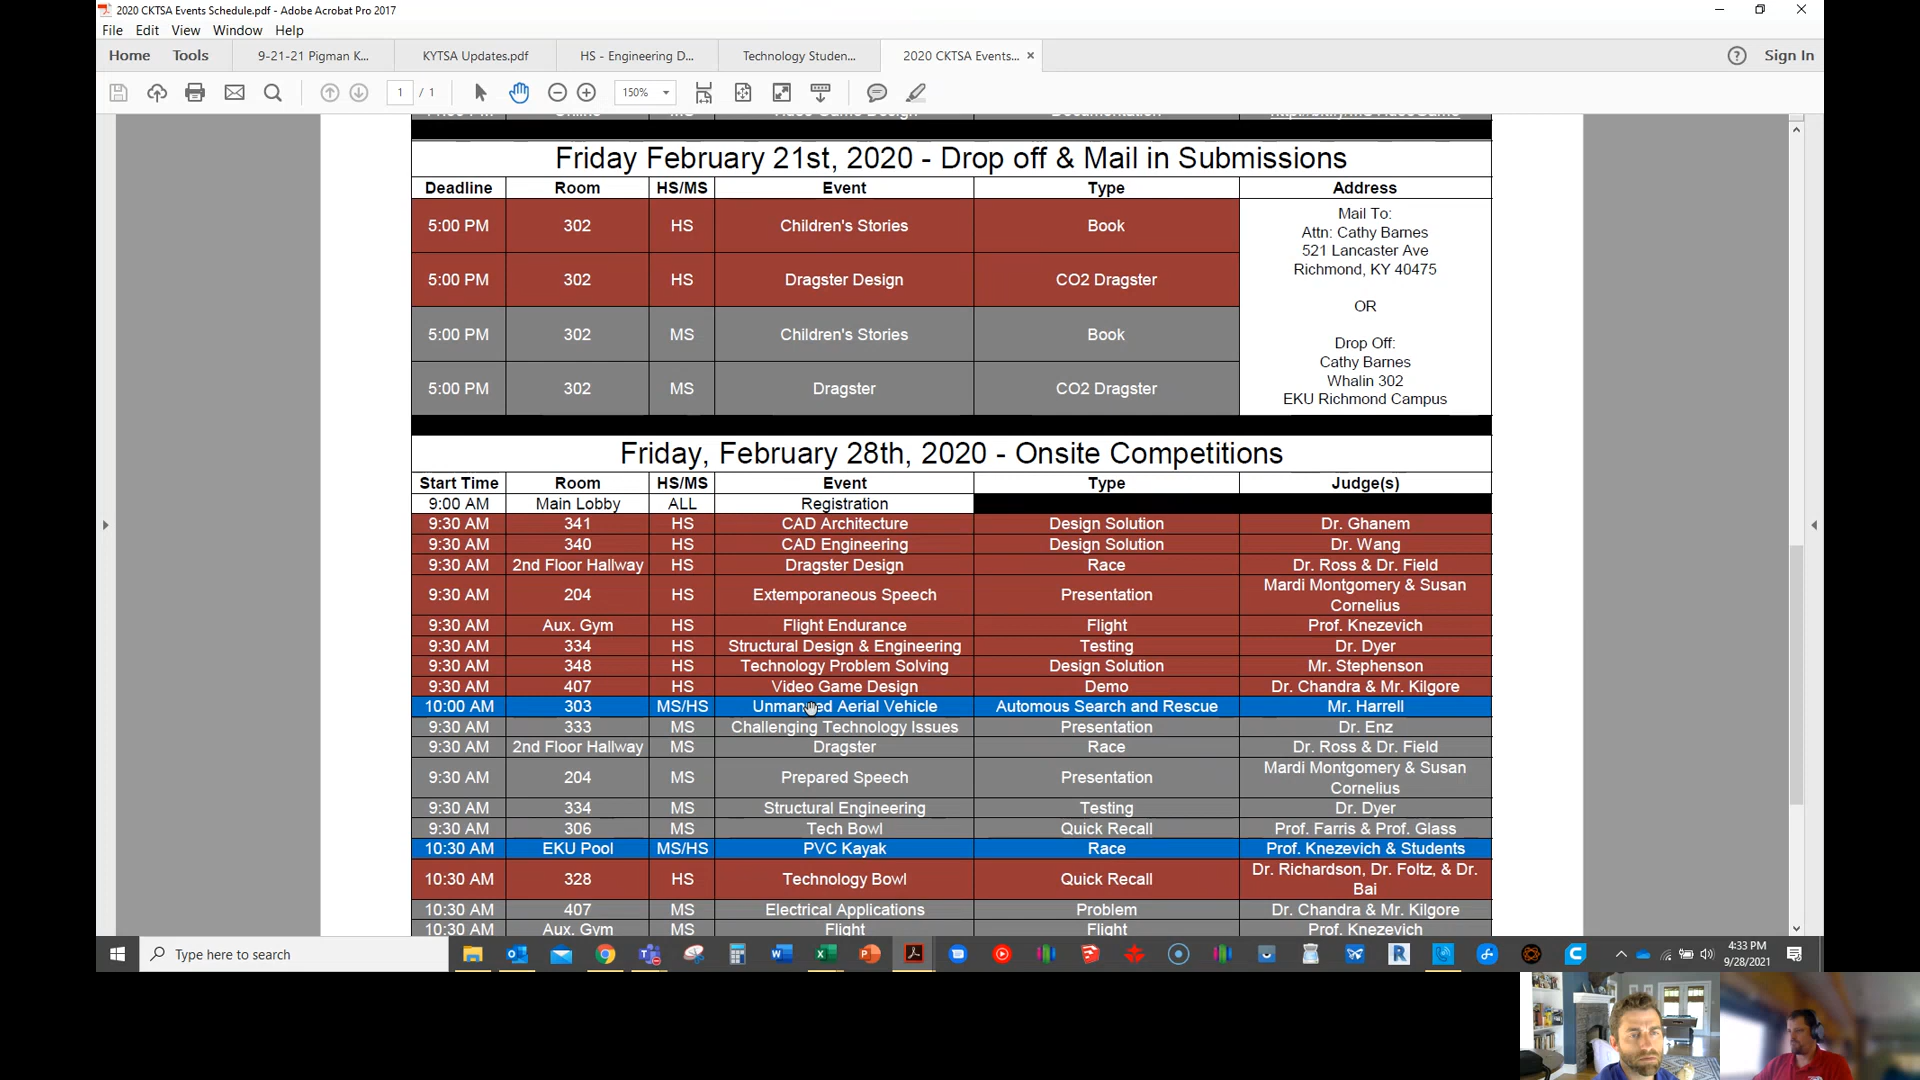 2020 CKTSA Events Schedule.pdf - Adobe Acrobat Pro 2017
File Edit View Window Help
Home Tools 9-21-21 Pigman K... KYTSA Updates.pdf HS - Engineering D... Technology Studen... 2020 CKTSA Events... × Sign In
1 / 1 150%
Friday February 21st, 2020 - Drop off & Mail in Submissions
Deadline Room HS/MS Event Type Address
5:00 PM 302 HS Children's Stories Book
5:00 PM 302 HS Dragster Design CO2 Dragster
5:00 PM 302 MS Children's Stories Book
5:00 PM 302 MS Dragster CO2 Dragster
Mail To:
Attn: Cathy Barnes
521 Lancaster Ave
Richmond, KY 40475
OR
Drop Off:
Cathy Barnes
Whalin 302
EKU Richmond Campus
Friday, February 28th, 2020 - Onsite Competitions
Start Time Room HS/MS Event Type Judge(s)
9:00 AM Main Lobby ALL Registration
9:30 AM 341 HS CAD Architecture Design Solution Dr. Ghanem
9:30 AM 340 HS CAD Engineering Design Solution Dr. Wang
9:30 AM 2nd Floor Hallway HS Dragster Design Race Dr. Ross & Dr. Field
9:30 AM 204 HS Extemporaneous Speech Presentation Mardi Montgomery & Susan
Cornelius
9:30 AM Aux. Gym HS Flight Endurance Flight Prof. Knezevich
9:30 AM 334 HS Structural Design & Engineering Testing Dr. Dyer
9:30 AM 348 HS Technology Problem Solving Design Solution Mr. Stephenson
9:30 AM 407 HS Video Game Design Demo Dr. Chandra & Mr. Kilgore
10:00 AM 303 MS/HS Unmanned Aerial Vehicle Automous Search and Rescue Mr. Harrell
9:30 AM 333 MS Challenging Technology Issues Presentation Dr. Enz
9:30 AM 2nd Floor Hallway MS Dragster Race Dr. Ross & Dr. Field
9:30 AM 204 MS Prepared Speech Presentation Mardi Montgomery & Susan
Cornelius
9:30 AM 334 MS Structural Engineering Testing Dr. Dyer
9:30 AM 306 MS Tech Bowl Quick Recall Prof. Farris & Prof. Glass
10:30 AM EKU Pool MS/HS PVC Kayak Race Prof. Knezevich & Students
10:30 AM 328 HS Technology Bowl Quick Recall Dr. Richardson, Dr. Foltz, & Dr.
Bai
10:30 AM 407 MS Electrical Applications Problem Dr. Chandra & Mr. Kilgore
10:30 AM Aux. Gym MS Flight Flight Prof. Knezevich
Type here to search
4:33 PM
9/28/2021